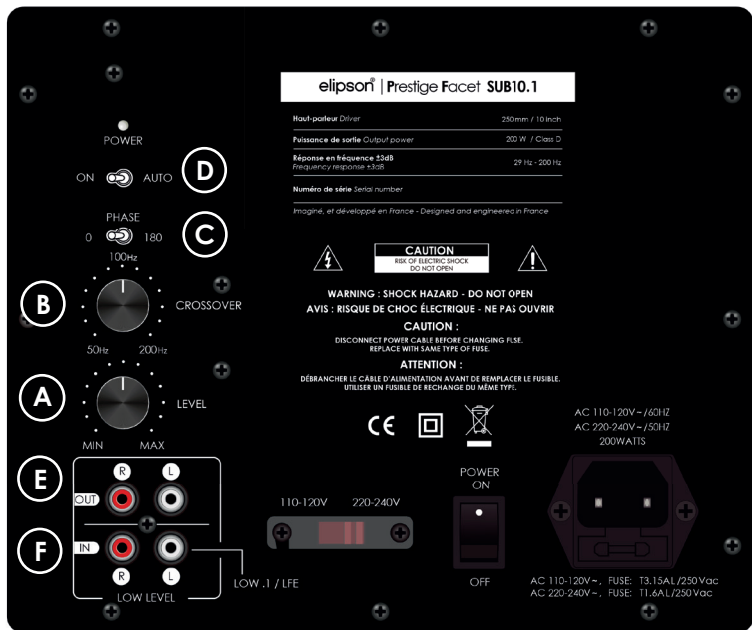 elipson® | Prestige Facet SUB10.1
Haut-parleur Driver 250mm / 10 Inch
Puissance de sortie Output power 200 W / Class D
Réponse en fréquence ±3dB
Frequency response ±3dB 29 Hz - 200 Hz
Numéro de série Serial number
Imaginé, et développé en France - Designed and engineered in France
POWER
ON AUTO
D
PHASE
0 180
C
100Hz
B
CROSSOVER
50Hz 200Hz
A
LEVEL
MIN MAX
E
R L
OUT
F
IN
R L
LOW LEVEL
LOW .1 / LFE
CAUTION
RISK OF ELECTRIC SHOCK
DO NOT OPEN
WARNING : SHOCK HAZARD - DO NOT OPEN
AVIS : RISQUE DE CHOC ÉLECTRIQUE - NE PAS OUVRIR
CAUTION :
DISCONNECT POWER CABLE BEFORE CHANGING FUSE.
REPLACE WITH SAME TYPE OF FUSE.
ATTENTION :
DÉBRANCHER LE CÂBLE D'ALIMENTATION AVANT DE REMPLACER LE FUSIBLE.
UTILISER UN FUSIBLE DE RECHANGE DU MÊME TYPE.
CE
110-120V 220-240V
POWER
ON
OFF
AC 110-120V~/60HZ
AC 220-240V~/50HZ
200WATTS
AC 110-120V~, FUSE: T3.15AL/250Vac
AC 220-240V~, FUSE: T1.6AL/250Vac